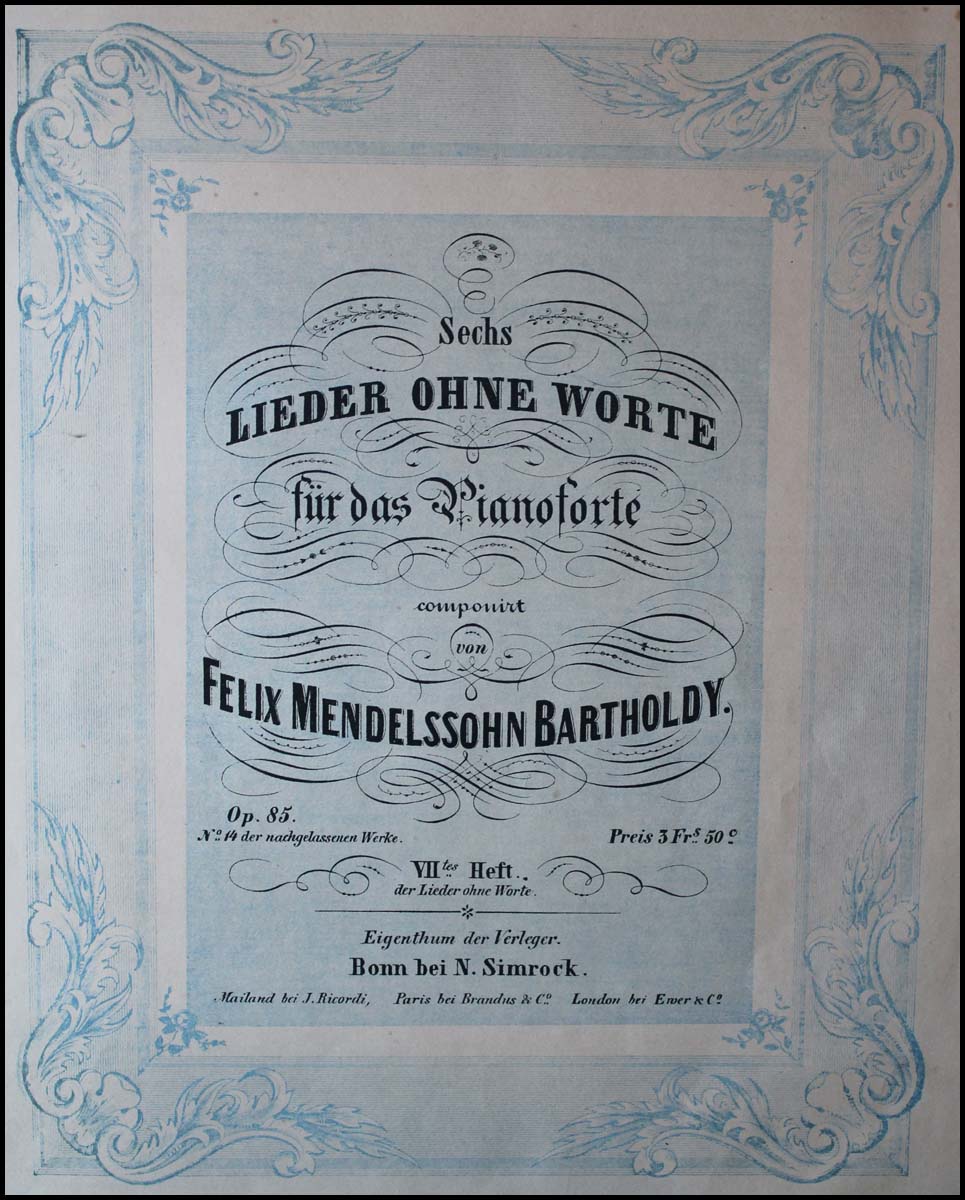 Sechs
LIEDER OHNE WORTE
für das Pianoforte
componirt
von
FELIX MENDELSSOHN BARTHOLDY.
Op. 85.
No. 14 der nachgelassenen Werke.
Preis 3 Frs. 50 c.
VIItes Heft.
der Lieder ohne Worte.
Eigenthum der Verleger.
Bonn bei N. Simrock.
Mailand bei J. Ricordi, Paris bei Brandus & Co. London bei Ewer & Co.